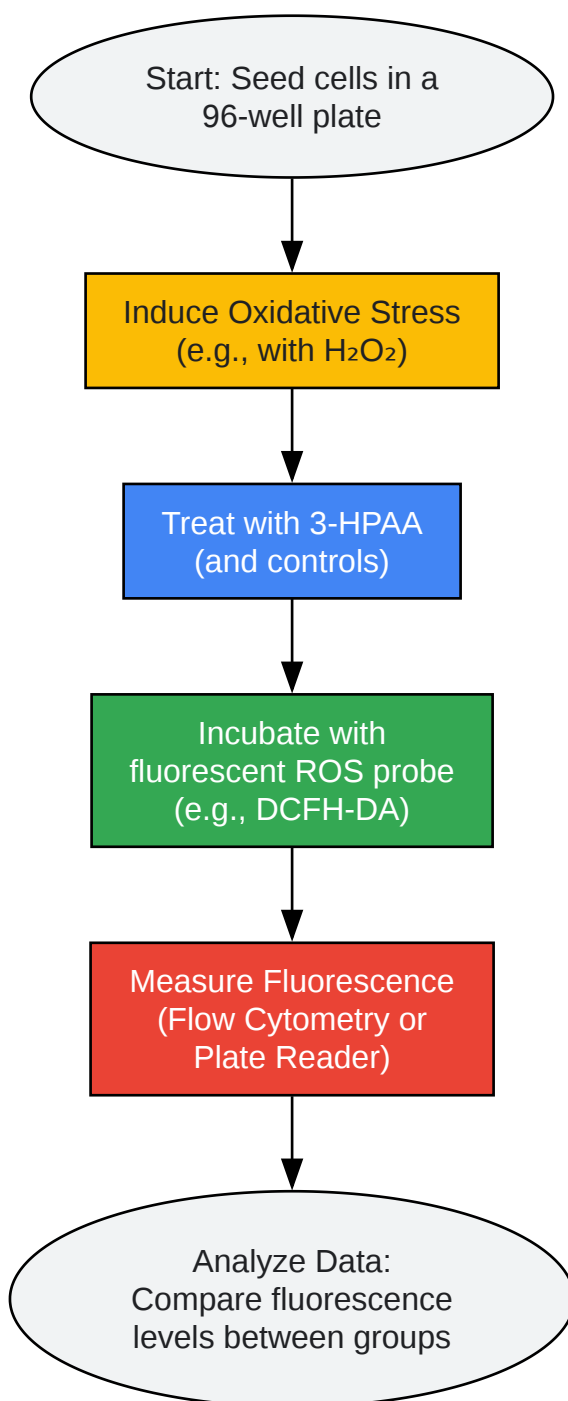 Start: Seed cells in a
96-well plate
Induce Oxidative Stress
(e.g., with H₂O₂)
Treat with 3-HPAA
(and controls)
Incubate with
fluorescent ROS probe
(e.g., DCFH-DA)
Measure Fluorescence
(Flow Cytometry or
Plate Reader)
Analyze Data:
Compare fluorescence
levels between groups